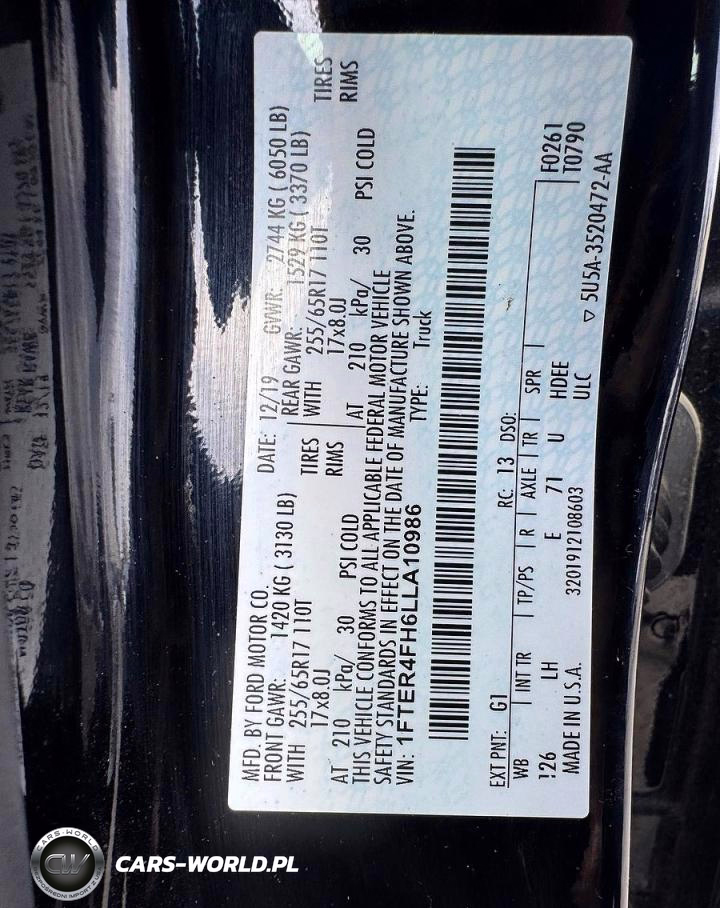 MFD. BY FORD MOTOR CO.
DATE: 12/19 GVWR: 2744 KG ( 6050 LB)
FRONT GAWR: 1420 KG ( 3130 LB)
REAR GAWR: 1529 KG ( 3370 LB)
WITH 255/65R17 110T TIRES
WITH 255/65R17 110T TIRES
17x8.0J RIMS
17x8.0J RIMS
AT 210 kPa/ 30 PSI COLD
AT 210 kPa/ 30 PSI COLD
THIS VEHICLE CONFORMS TO ALL APPLICABLE FEDERAL MOTOR VEHICLE
SAFETY STANDARDS IN EFFECT ON THE DATE OF MANUFACTURE SHOWN ABOVE.
VIN: 1FTER4FH6LLA10986
TYPE: Truck
EXT PNT: G1 RC: 13 DSO:
F0261
T0790
WB INT TR TP/PS R AXLE TR SPR
126 LH E 71 U HDEE
3201912108603 ULC
MADE IN U.S.A.
▽ 5U5A-3520472-AA
CARS-WORLD
CW
CARS-WORLD.PL